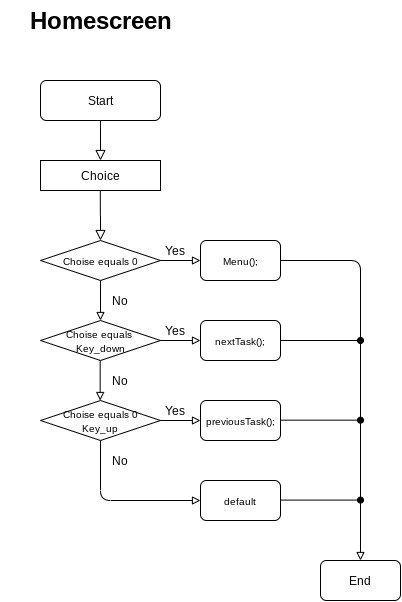 Homescreen
Start
Choice
Choise equals 0
Yes
Menu();
No
Choise equals
Key_down
Yes
nextTask();
No
Choise equals 0
Key_up
Yes
previousTask();
No
default
End